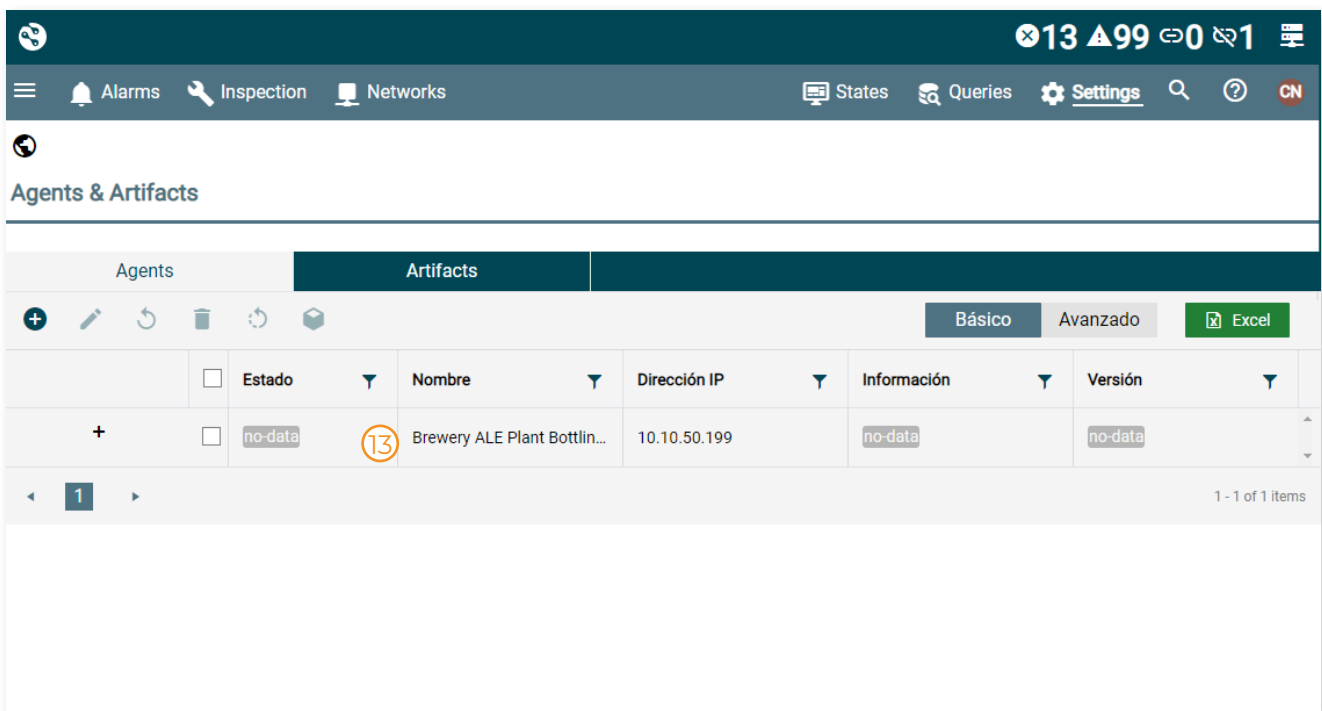 13 99 0 1
Alarms Inspection Networks States Queries Settings CN
Agents & Artifacts
Agents Artifacts
Básico Avanzado Excel
Estado Nombre Dirección IP Información Versión
+ no-data 13 Brewery ALE Plant Bottlin... 10.10.50.199 no-data no-data
1 1 - 1 of 1 items